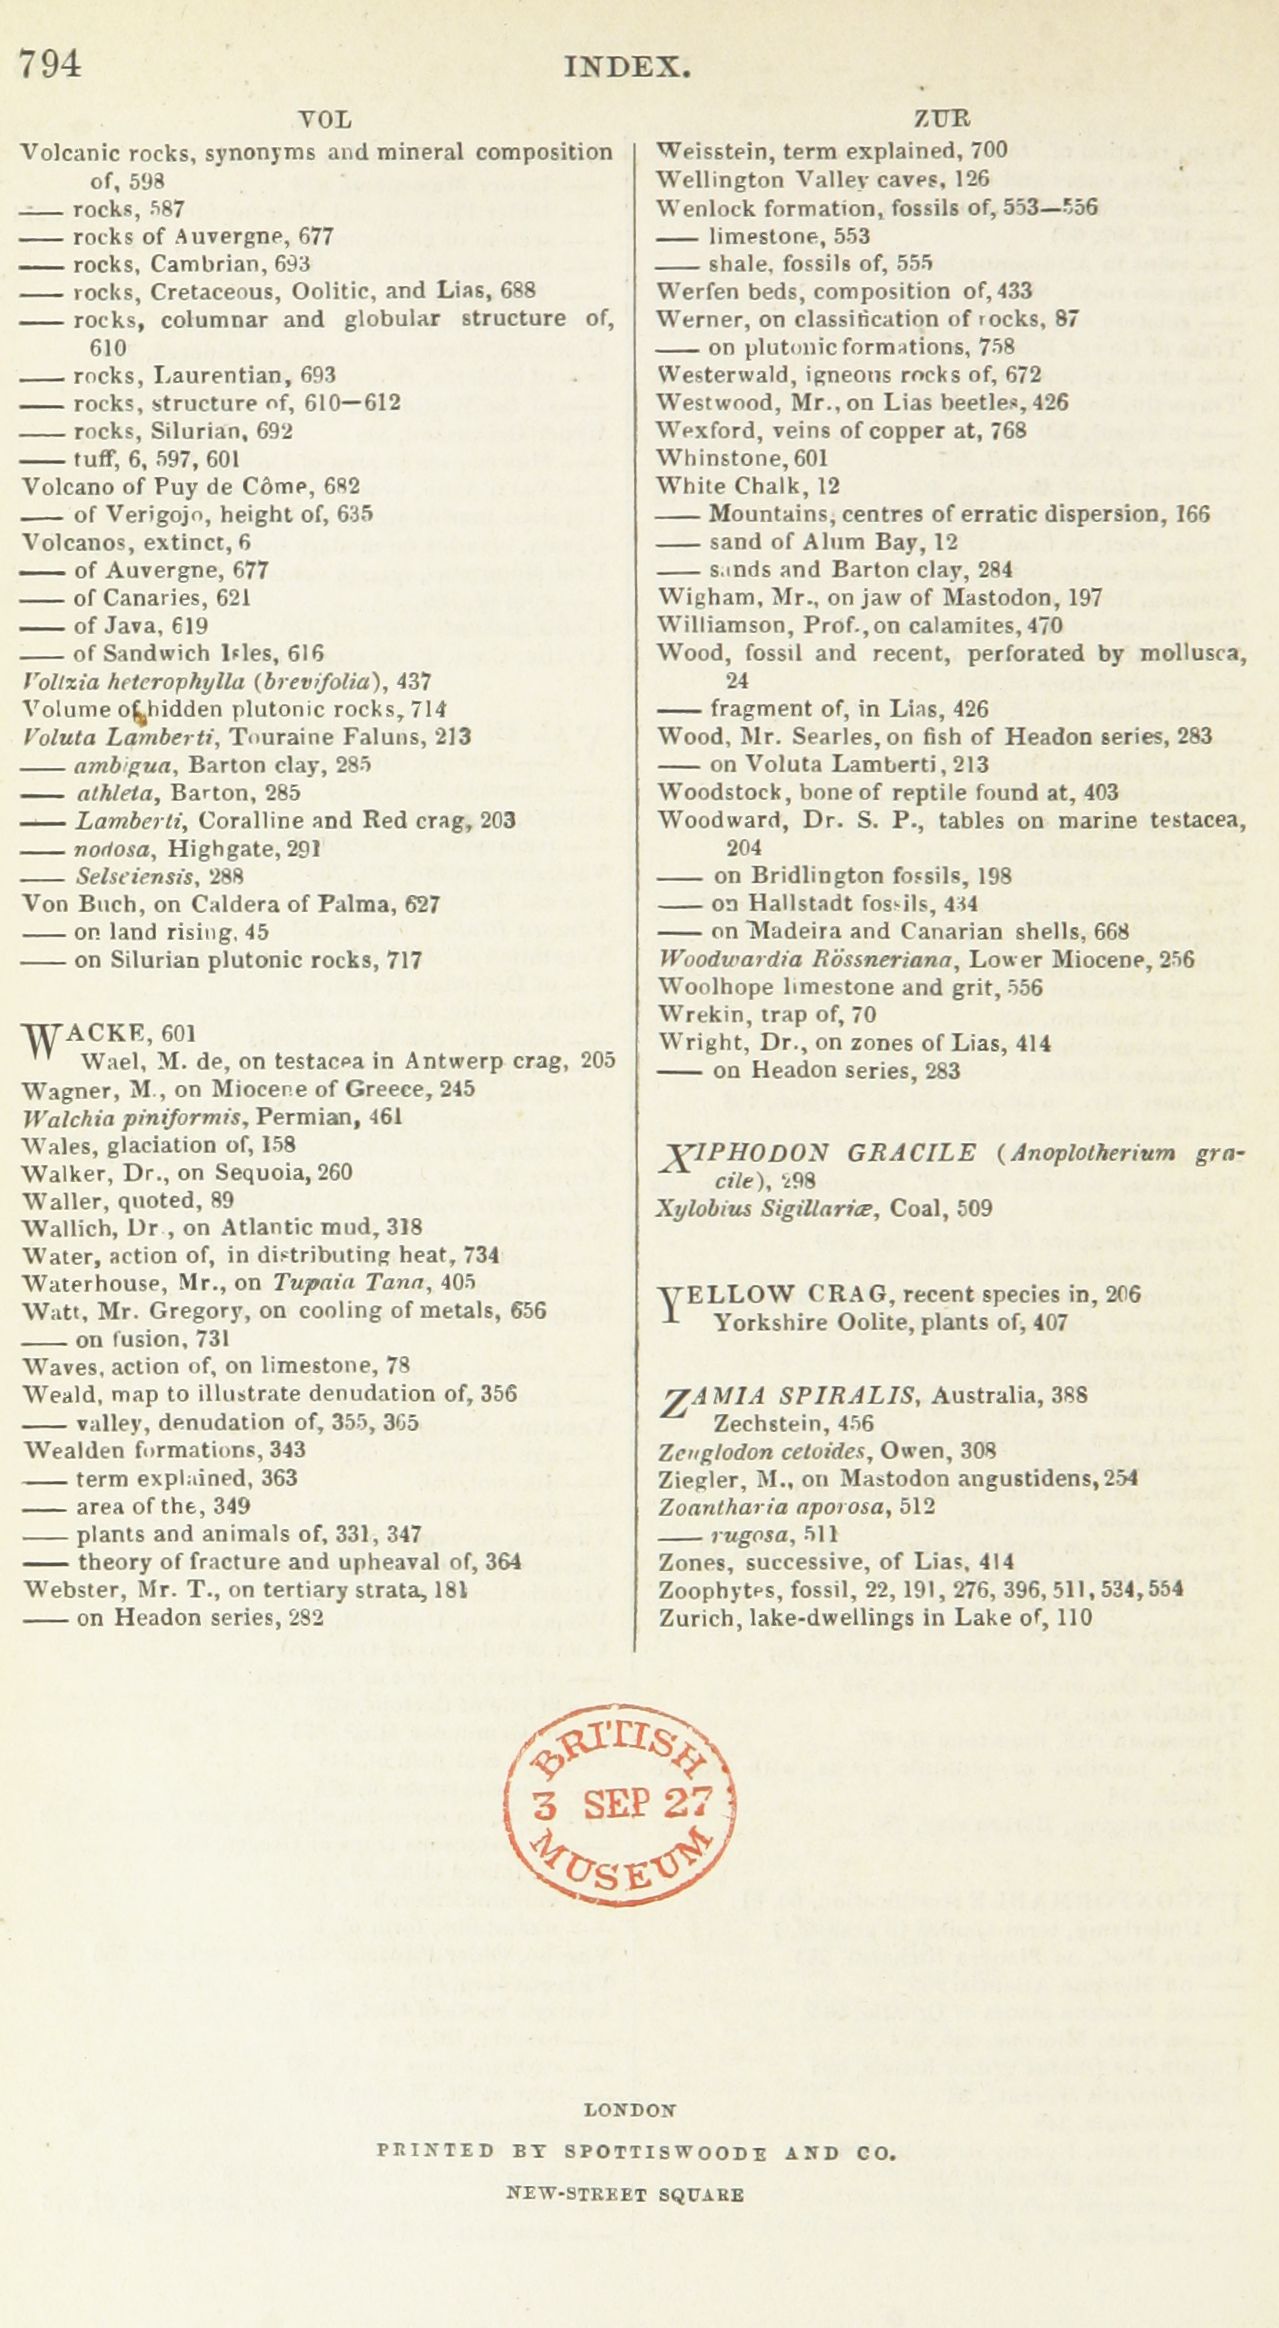 794
INDEX.
VOL
Volcanic rocks, synonyms and mineral composition
of, 598
—— rocks, 587
—— rocks of Auvergne, 677
—— rocks, Cambrian, 693
—— rocks, Cretaceous, Oolitic, and Lias, 688
—— rocks, columnar and globular structure of,
610
—— rocks, Laurentian, 693
—— rocks, structure of, 610—612
—— rocks, Silurian, 692
—— tuff, 6, 597, 601
Volcano of Puy de Côme, 682
—— of Verigojo, height of, 635
Volcanos, extinct, 6
—— of Auvergne, 677
—— of Canaries, 621
—— of Java, 619
—— of Sandwich Isles, 616
Voltzia heterophylla (brevifolia), 437
Volume of hidden plutonic rocks, 714
Voluta Lamberti, Touraine Faluns, 213
—— ambigua, Barton clay, 285
—— athleta, Barton, 285
—— Lamberti, Coralline and Red crag, 203
—— nodosa, Highgate, 291
—— Selseiensis, 288
Von Buch, on Caldera of Palma, 627
—— on land rising, 45
—— on Silurian plutonic rocks, 717
WACKE, 601
Wael, M. de, on testacea in Antwerp crag, 205
Wagner, M., on Miocene of Greece, 245
Walchia piniformis, Permian, 461
Wales, glaciation of, 158
Walker, Dr., on Sequoia, 260
Waller, quoted, 89
Wallich, Dr., on Atlantic mud, 318
Water, action of, in distributing heat, 734
Waterhouse, Mr., on Tupaia Tana, 405
Watt, Mr. Gregory, on cooling of metals, 656
—— on fusion, 731
Waves, action of, on limestone, 78
Weald, map to illustrate denudation of, 356
—— valley, denudation of, 355, 365
Wealden formations, 343
—— term explained, 363
—— area of the, 349
—— plants and animals of, 331, 347
—— theory of fracture and upheaval of, 364
Webster, Mr. T., on tertiary strata, 181
—— on Headon series, 282
ZUR
Weisstein, term explained, 700
Wellington Valley caves, 126
Wenlock formation, fossils of, 553—556
—— limestone, 553
—— shale, fossils of, 555
Werfen beds, composition of, 433
Werner, on classification of rocks, 87
—— on plutonic formations, 758
Westerwald, igneous rocks of, 672
Westwood, Mr., on Lias beetles, 426
Wexford, veins of copper at, 768
Whinstone, 601
White Chalk, 12
—— Mountains, centres of erratic dispersion, 166
—— sand of Alum Bay, 12
—— sands and Barton clay, 284
Wigham, Mr., on jaw of Mastodon, 197
Williamson, Prof., on calamites, 470
Wood, fossil and recent, perforated by mollusca,
24
—— fragment of, in Lias, 426
Wood, Mr. Searles, on fish of Headon series, 283
—— on Voluta Lamberti, 213
Woodstock, bone of reptile found at, 403
Woodward, Dr. S. P., tables on marine testacea,
204
—— on Bridlington fossils, 198
—— on Hallstadt fossils, 434
—— on Madeira and Canarian shells, 668
Woodwardia Rössneriana, Lower Miocene, 256
Woolhope limestone and grit, 556
Wrekin, trap of, 70
Wright, Dr., on zones of Lias, 414
—— on Headon series, 283
XIPHODON GRACILE (Anoplotherium gra-
cile), 298
Xylobius Sigillariæ, Coal, 509
YELLOW CRAG, recent species in, 206
Yorkshire Oolite, plants of, 407
ZAMIA SPIRALIS, Australia, 388
Zechstein, 456
Zeuglodon cetoides, Owen, 308
Ziegler, M., on Mastodon angustidens, 254
Zoantharia aporosa, 512
—— rugosa, 511
Zones, successive, of Lias, 414
Zoophytes, fossil, 22, 191, 276, 396, 511, 534, 554
Zurich, lake-dwellings in Lake of, 110
BRITISH
3 SEP 27
MUSEUM
LONDON
PRINTED BY SPOTTISWOODE AND CO.
NEW-STREET SQUARE